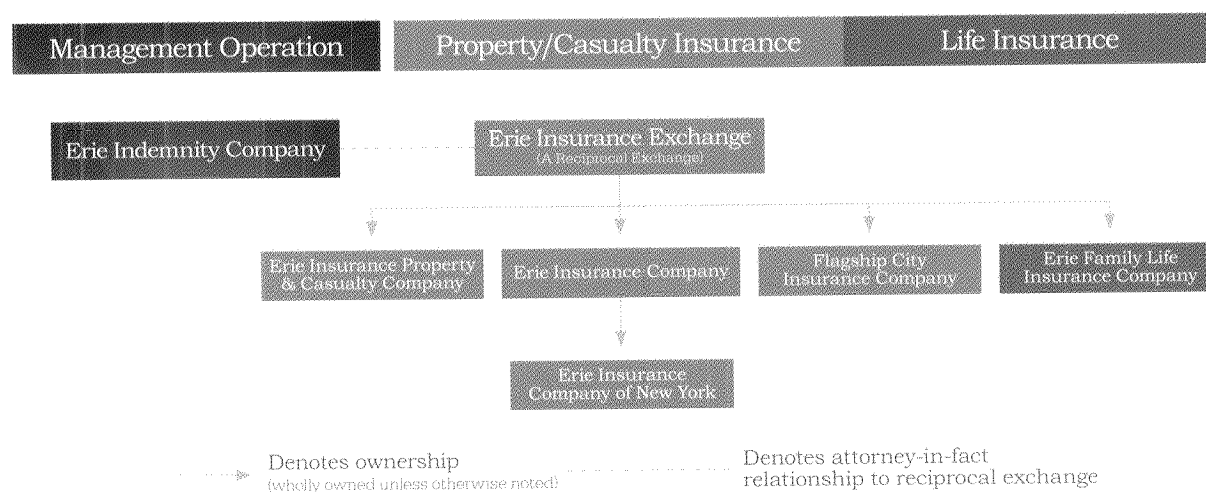 Management Operation
Property/Casualty Insurance
Life Insurance
Erie Indemnity Company
Erie Insurance Exchange
(A Reciprocal Exchange)
Erie Insurance Property
& Casualty Company
Erie Insurance Company
Flagship City
Insurance Company
Erie Family Life
Insurance Company
Erie Insurance
Company of New York
Denotes ownership
(wholly owned unless otherwise noted)
Denotes attorney-in-fact
relationship to reciprocal exchange